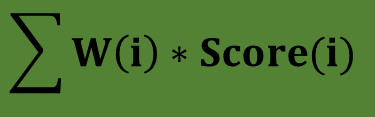 ∑ W(i) * Score(i)